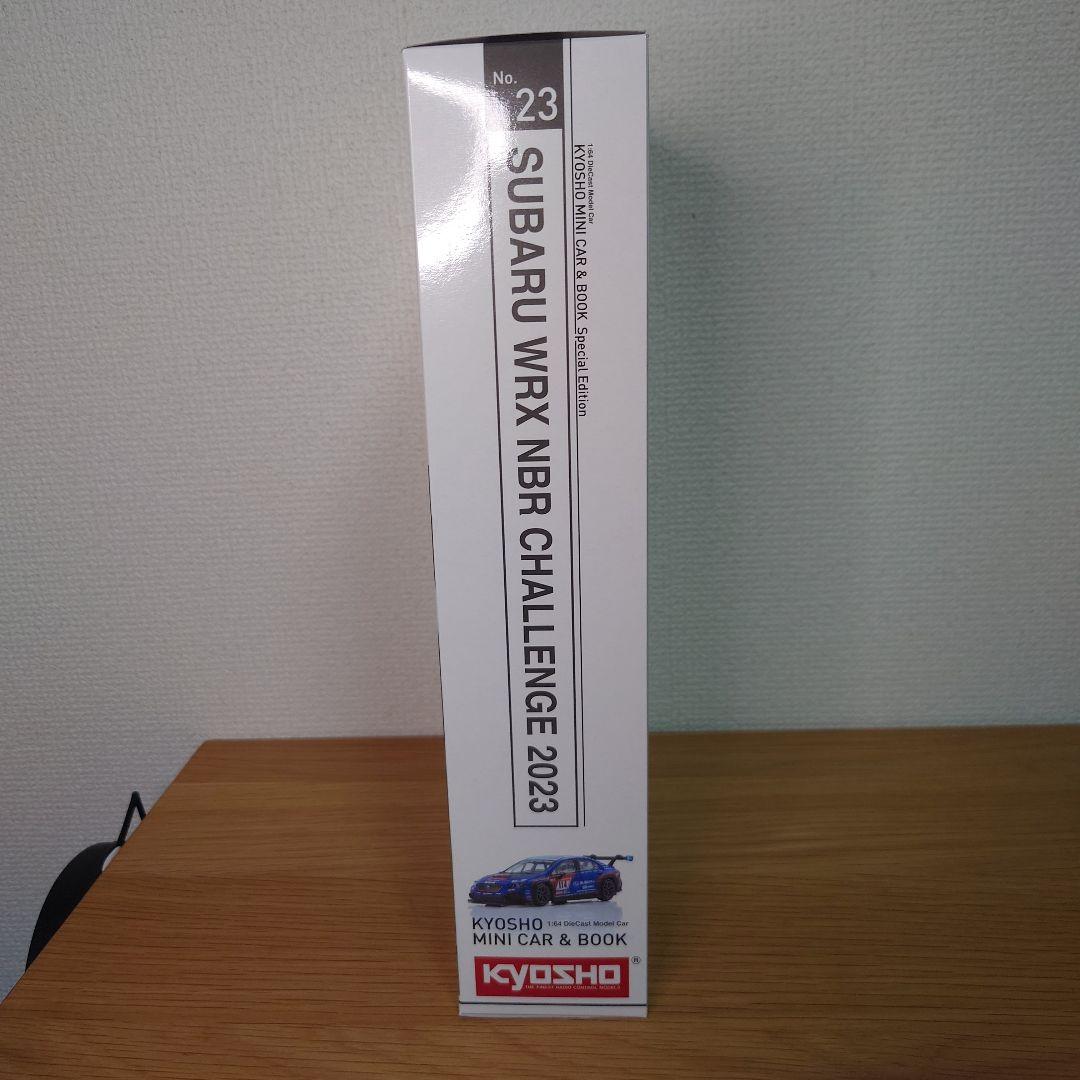 No.
23
SUBARU WRX NBR CHALLENGE 2023
1:64 DieCast Model Car
KYOSHO MINI CAR & BOOK Special Edition
KYOSHO 1:64 DieCast Model Car
MINI CAR & BOOK
KYOSHO ®
THE FINEST RADIO CONTROL MODELS